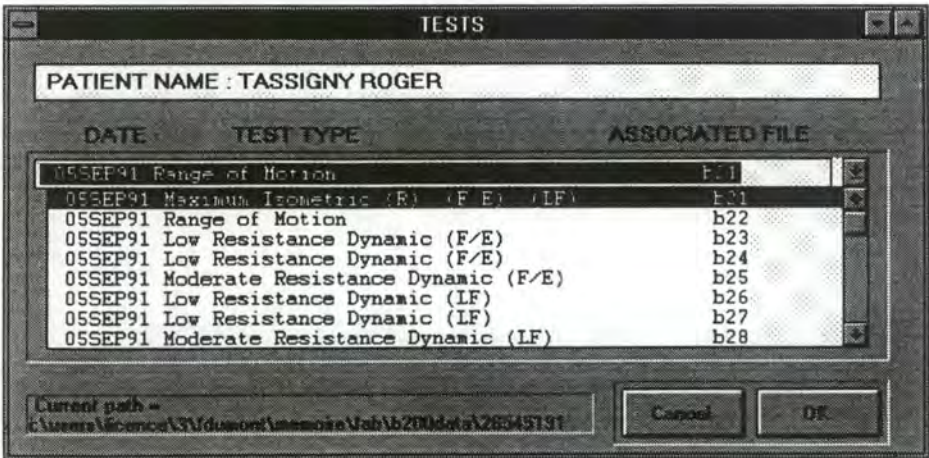 TESTS
PATIENT NAME : TASSIGNY ROGER
DATE TEST TYPE ASSOCIATED FILE
05SEP91 Range of Motion
05SEP91 Maximum Isometric (R) (F E) (LF) b21
05SEP91 Range of Motion b22
05SEP91 Low Resistance Dynamic (F/E) b23
05SEP91 Low Resistance Dynamic (F/E) b24
05SEP91 Moderate Resistance Dynamic (F/E) b25
05SEP91 Low Resistance Dynamic (LF) b26
05SEP91 Low Resistance Dynamic (LF) b27
05SEP91 Moderate Resistance Dynamic (LF) b28
Current path =
Cancel OK